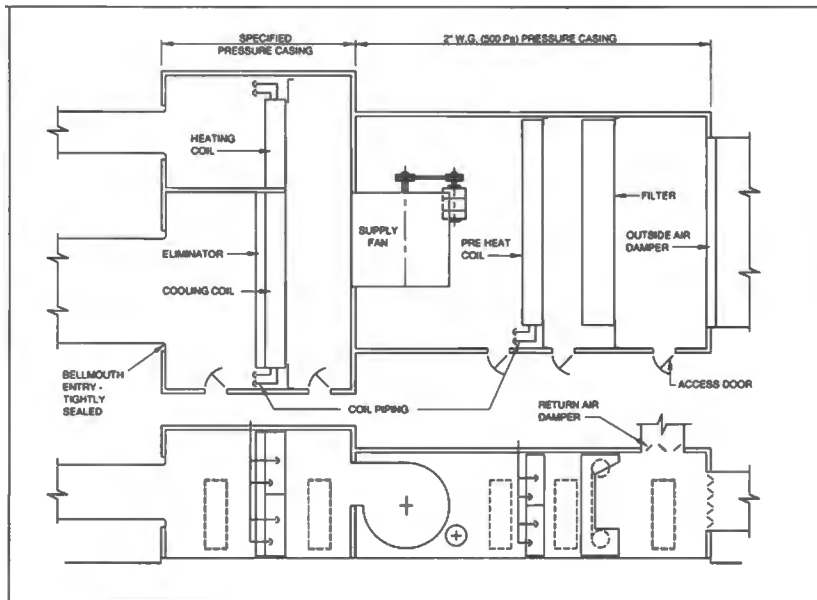 SPECIFIED
PRESSURE CASING
2" W.G. (500 Pa) PRESSURE CASING
HEATING
COIL
FILTER
SUPPLY
FAN
PRE HEAT
COIL
OUTSIDE AIR
DAMPER
ELIMINATOR
COOLING COIL
BELLMOUTH
ENTRY -
TIGHTLY
SEALED
COIL PIPING
ACCESS DOOR
RETURN AIR
DAMPER